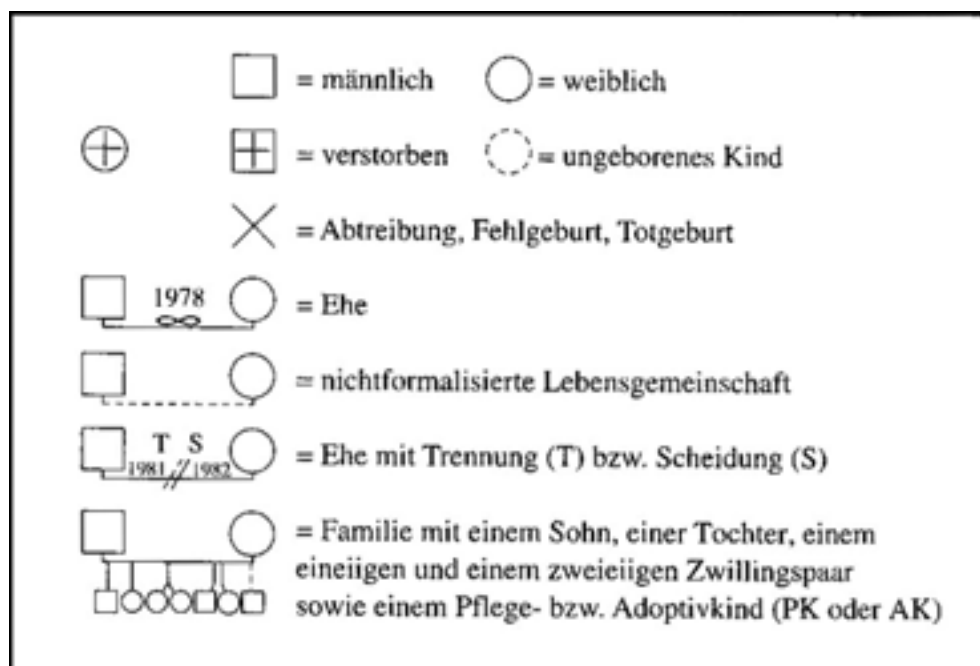 = männlich = weiblich
= verstorben = ungeborenes Kind
= Abtreibung, Fehlgeburt, Totgeburt
1978
= Ehe
= nichtformalisierte Lebensgemeinschaft
T S
1981 // 1982
= Ehe mit Trennung (T) bzw. Scheidung (S)
= Familie mit einem Sohn, einer Tochter, einem
eineiigen und einem zweieiigen Zwillingspaar
sowie einem Pflege- bzw. Adoptivkind (PK oder AK)